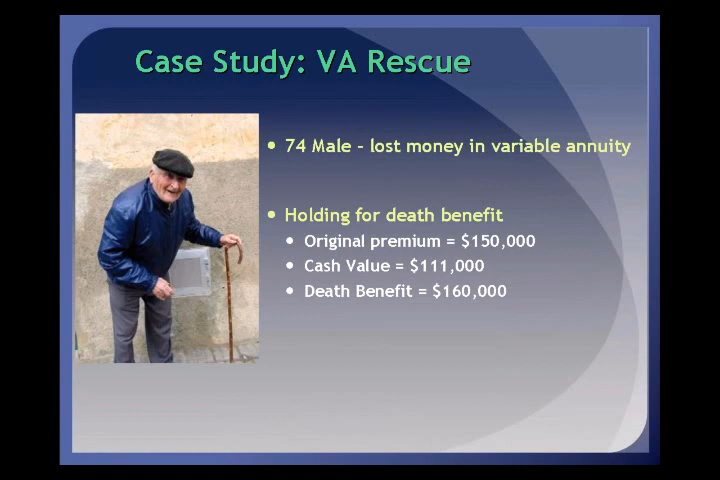 Case Study: VA Rescue
74 Male - lost money in variable annuity
Holding for death benefit
Original premium = $150,000
Cash Value = $111,000
Death Benefit = $160,000